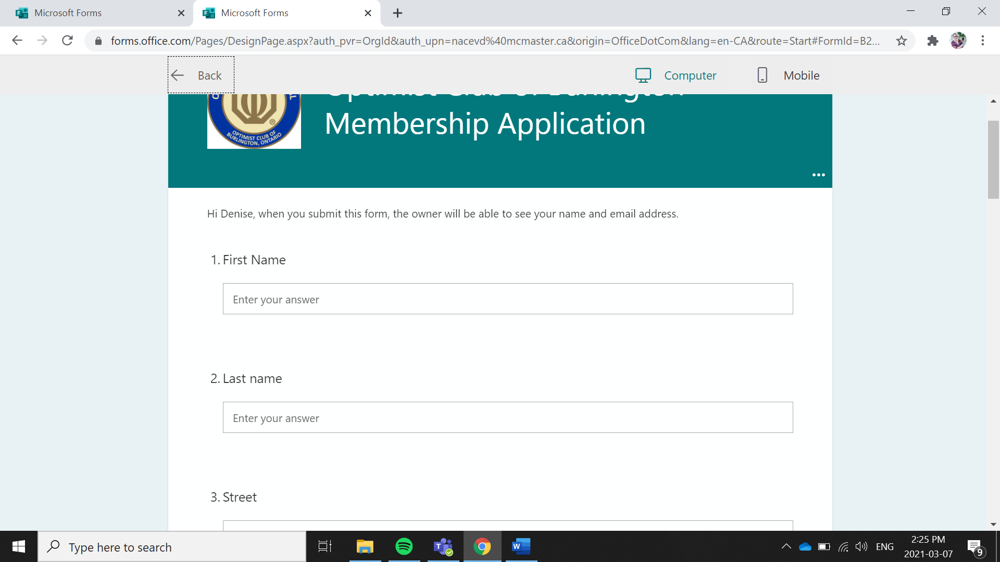 Microsoft Forms
Microsoft Forms
forms.office.com/Pages/DesignPage.aspx?auth_pvr=OrgId&auth_upn=nacevd%40mcmaster.ca&origin=OfficeDotCom&lang=en-CA&route=Start#FormId=B2...
Back
Computer
Mobile
Optimist Club of Burlington
Membership Application
OPTIMIST CLUB OF
BURLINGTON, ONTARIO
Hi Denise, when you submit this form, the owner will be able to see your name and email address.
1. First Name
Enter your answer
2. Last name
Enter your answer
3. Street
Type here to search
ENG
2:25 PM
2021-03-07
9